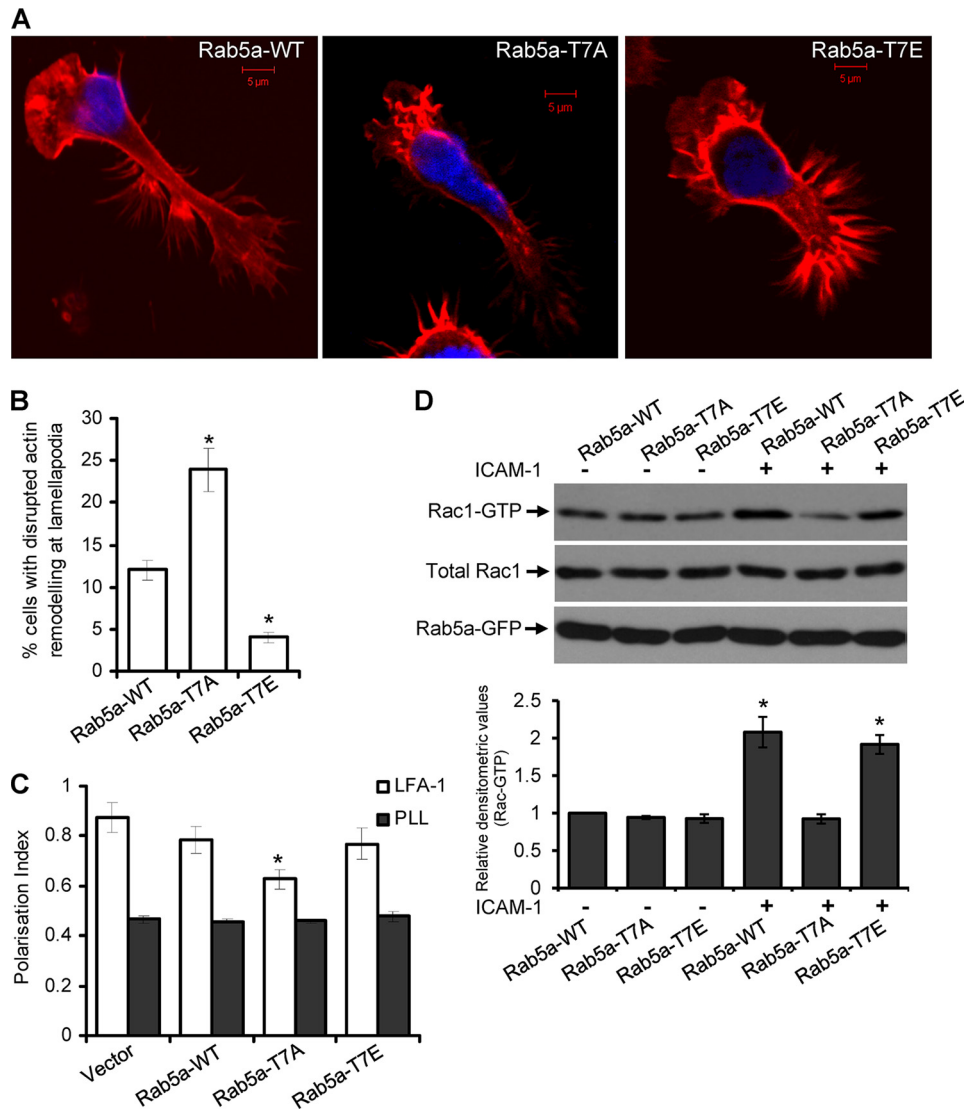 A
Rab5a-WT
5 µm
Rab5a-T7A
5 µm
Rab5a-T7E
5 µm
B
% cells with disrupted actin
remodelling at lamellapodia
30
25
20
15
10
5
0
*
*
Rab5a-WT
Rab5a-T7A
Rab5a-T7E
C
Polarisation Index
1
0.8
0.6
0.4
0.2
0
LFA-1
PLL
*
Vector
Rab5a-WT
Rab5a-T7A
Rab5a-T7E
D
Rab5a-WT
Rab5a-T7A
Rab5a-T7E
Rab5a-WT
Rab5a-T7A
Rab5a-T7E
ICAM-1 - - - + + +
Rac1-GTP
Total Rac1
Rab5a-GFP
Relative densitometric values
(Rac-GTP)
2.5
2
1.5
1
0.5
0
*
*
ICAM-1 - - - + + +
Rab5a-WT
Rab5a-T7A
Rab5a-T7E
Rab5a-WT
Rab5a-T7A
Rab5a-T7E